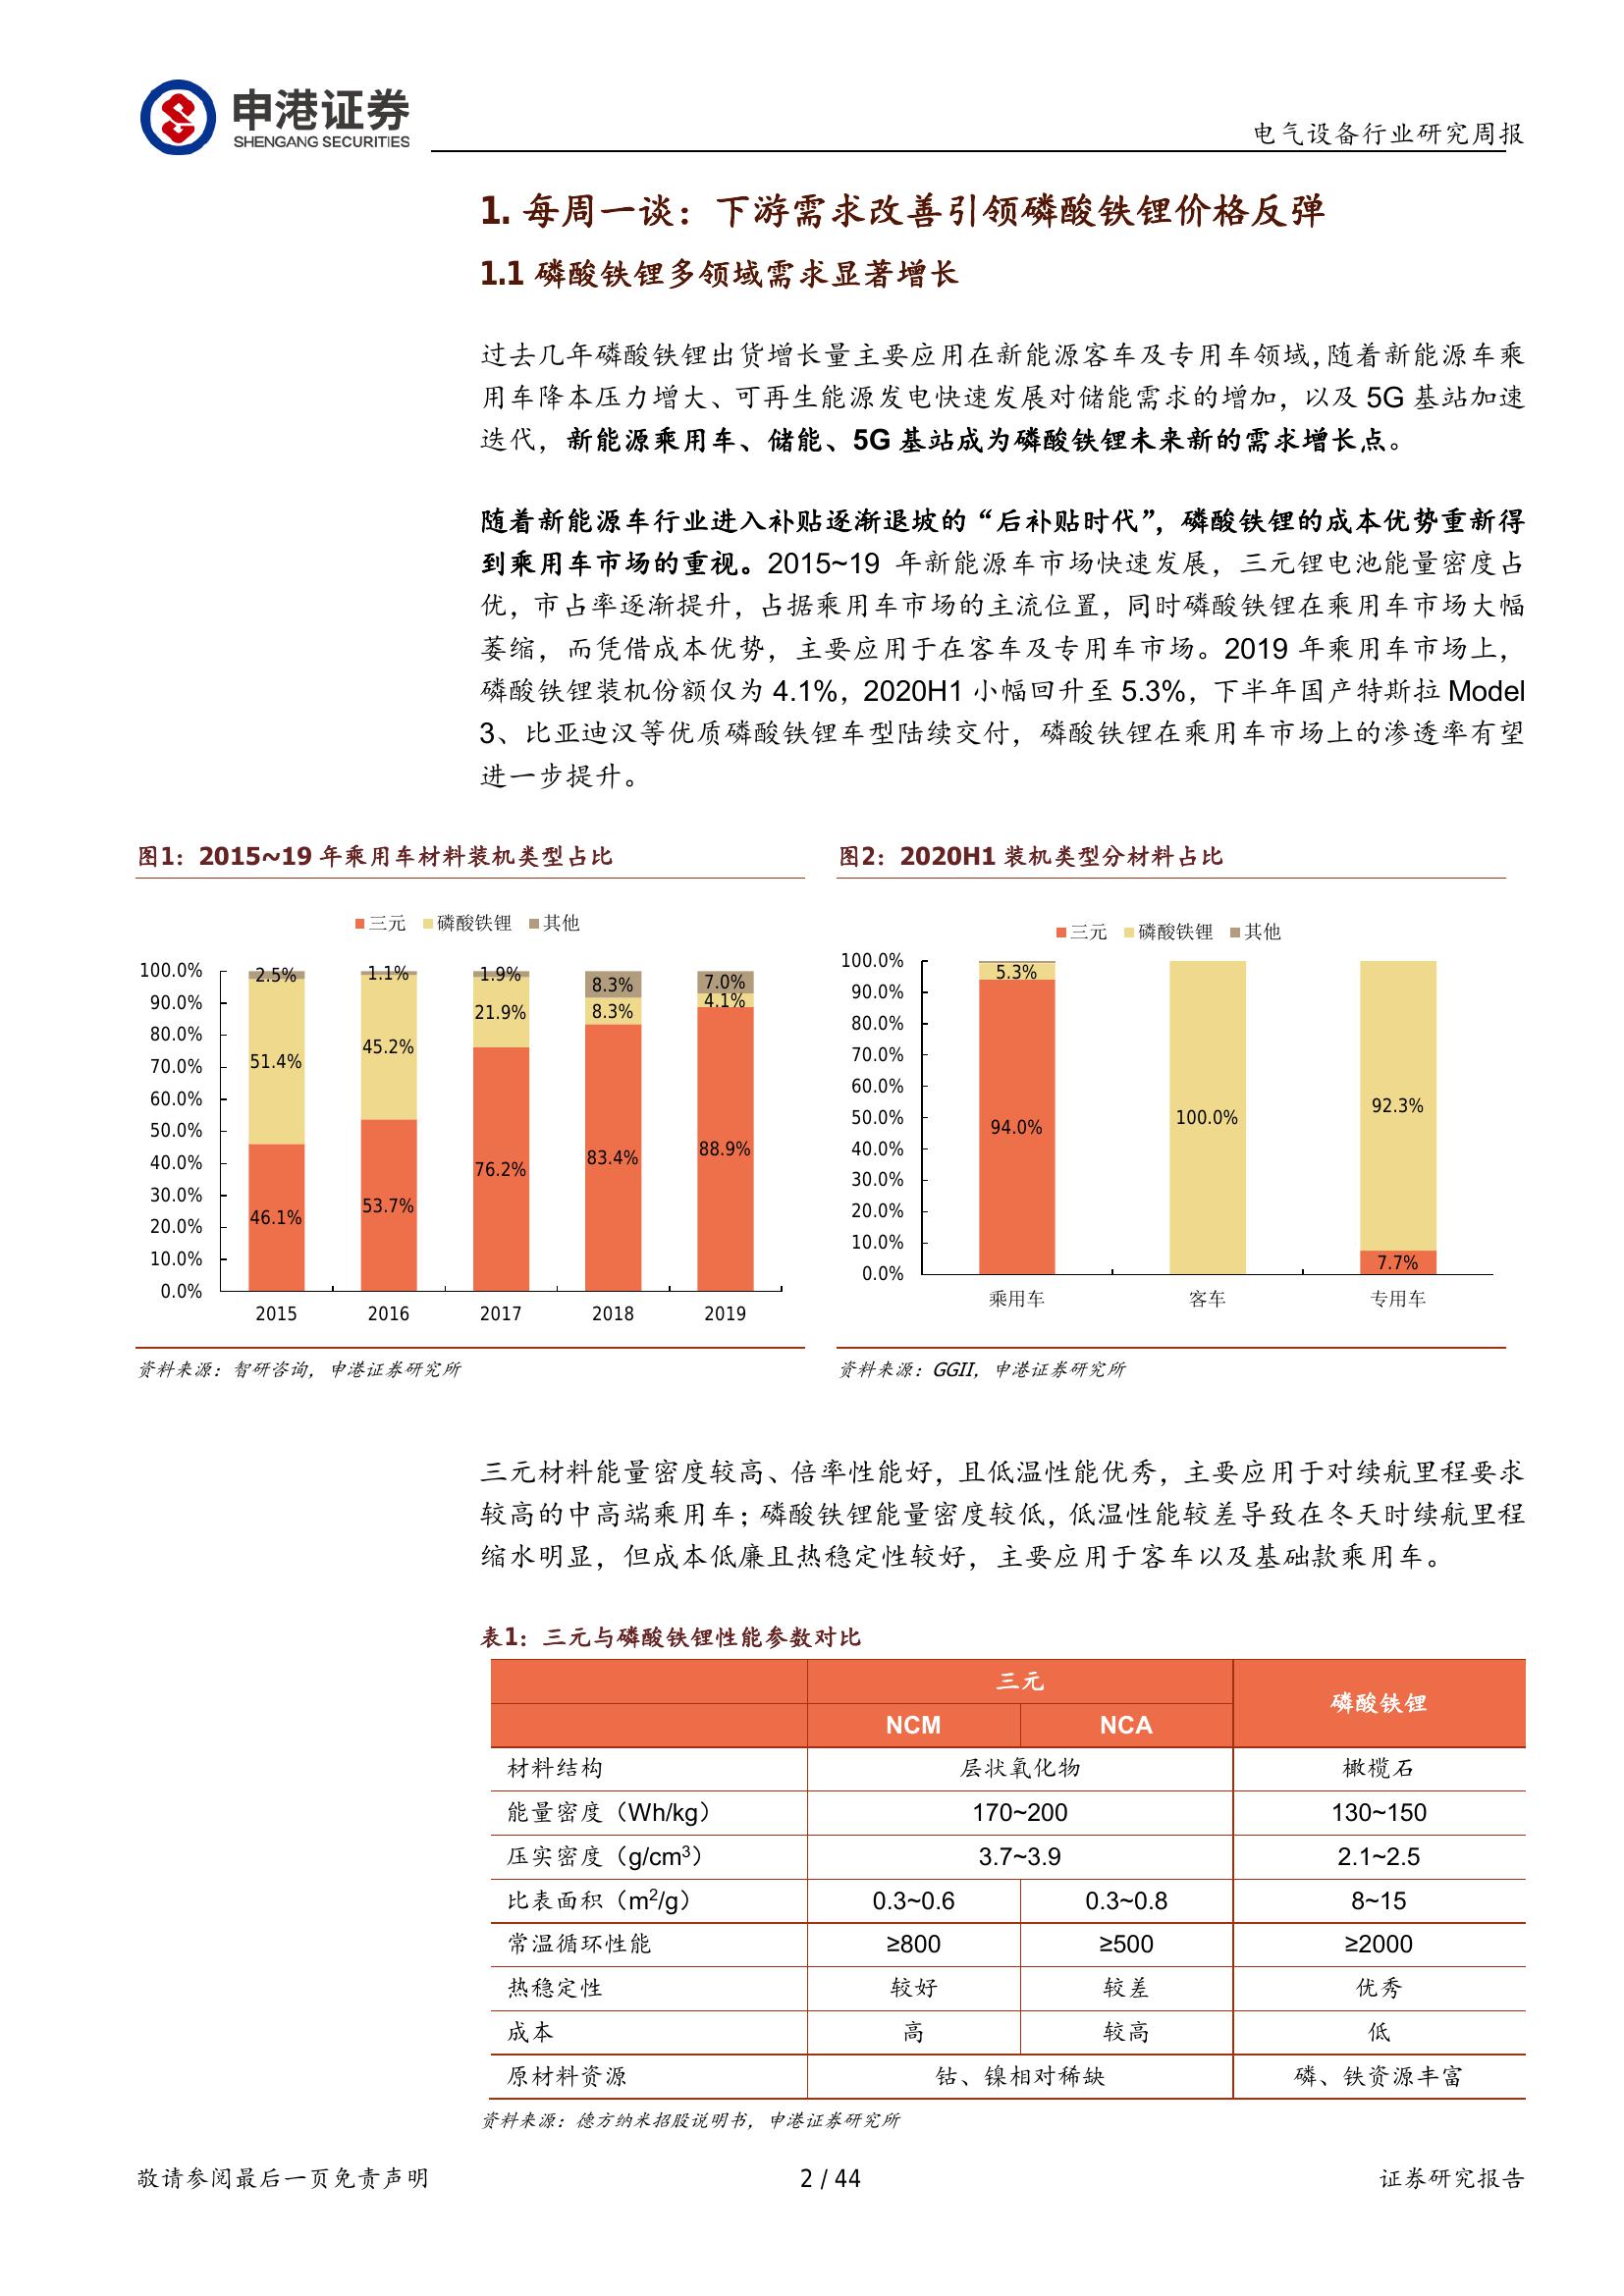 申港证券
SHENGANG SECURITIES
电气设备行业研究周报
1. 每周一谈：下游需求改善引领磷酸铁锂价格反弹
1.1 磷酸铁锂多领域需求显著增长
过去几年磷酸铁锂出货增长量主要应用在新能源客车及专用车领域，随着新能源车乘
用车降本压力增大、可再生能源发电快速发展对储能需求的增加，以及 5G 基站加速
迭代，新能源乘用车、储能、5G 基站成为磷酸铁锂未来新的需求增长点。
随着新能源车行业进入补贴逐渐退坡的“后补贴时代”，磷酸铁锂的成本优势重新得
到乘用车市场的重视。2015~19 年新能源车市场快速发展，三元锂电池能量密度占
优，市占率逐渐提升，占据乘用车市场的主流位置，同时磷酸铁锂在乘用车市场大幅
萎缩，而凭借成本优势，主要应用于在客车及专用车市场。2019 年乘用车市场上，
磷酸铁锂装机份额仅为 4.1%，2020H1 小幅回升至 5.3%，下半年国产特斯拉 Model
3、比亚迪汉等优质磷酸铁锂车型陆续交付，磷酸铁锂在乘用车市场上的渗透率有望
进一步提升。
图1：2015~19 年乘用车材料装机类型占比
三元 磷酸铁锂 其他
100.0%
90.0%
80.0%
70.0%
60.0%
50.0%
40.0%
30.0%
20.0%
10.0%
0.0%
2.5% 1.1% 1.9% 8.3% 7.0%
51.4% 45.2% 21.9% 8.3% 4.1%
46.1% 53.7% 76.2% 83.4% 88.9%
2015 2016 2017 2018 2019
资料来源：智研咨询，申港证券研究所
图2：2020H1 装机类型分材料占比
三元 磷酸铁锂 其他
100.0%
90.0%
80.0%
70.0%
60.0%
50.0%
40.0%
30.0%
20.0%
10.0%
0.0%
5.3% 100.0% 92.3%
94.0% 7.7%
乘用车 客车 专用车
资料来源：GGII，申港证券研究所
三元材料能量密度较高、倍率性能好，且低温性能优秀，主要应用于对续航里程要求
较高的中高端乘用车；磷酸铁锂能量密度较低，低温性能较差导致在冬天时续航里程
缩水明显，但成本低廉且热稳定性较好，主要应用于客车以及基础款乘用车。
表1：三元与磷酸铁锂性能参数对比
三元 磷酸铁锂
NCM NCA
材料结构 层状氧化物 橄榄石
能量密度（Wh/kg） 170~200 130~150
压实密度（g/cm³） 3.7~3.9 2.1~2.5
比表面积（m²/g） 0.3~0.6 0.3~0.8 8~15
常温循环性能 ≥800 ≥500 ≥2000
热稳定性 较好 较差 优秀
成本 高 较高 低
原材料资源 钴、镍相对稀缺 磷、铁资源丰富
资料来源：德方纳米招股说明书，申港证券研究所
敬请参阅最后一页免责声明 2 / 44 证券研究报告